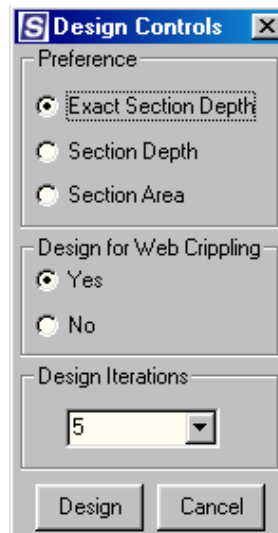 S Design Controls
Preference
Exact Section Depth
Section Depth
Section Area
Design for Web Crippling
Yes
No
Design Iterations
5
Design Cancel